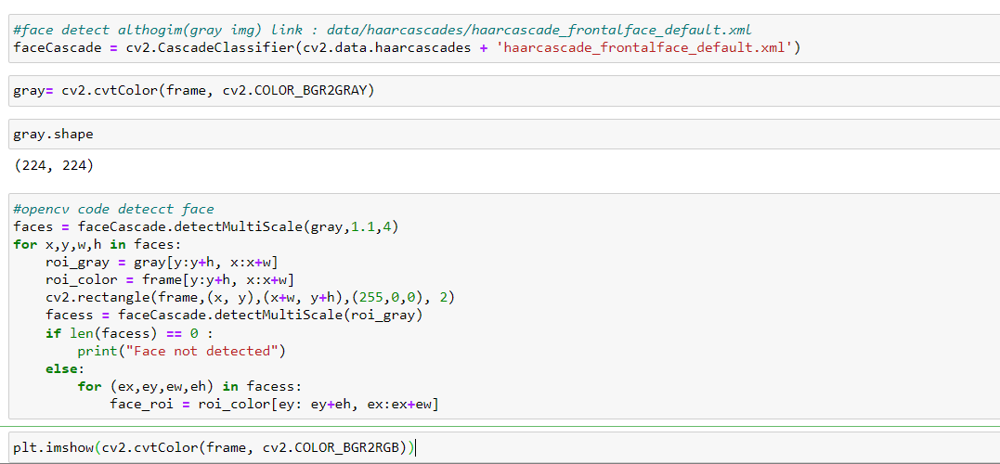 #face detect althogim(gray img) link : data/haarcascades/haarcascade_frontalface_default.xml
faceCascade = cv2.CascadeClassifier(cv2.data.haarcascades + 'haarcascade_frontalface_default.xml')
gray= cv2.cvtColor(frame, cv2.COLOR_BGR2GRAY)
gray.shape
(224, 224)
#opencv code detecct face
faces = faceCascade.detectMultiScale(gray,1.1,4)
for x,y,w,h in faces:
    roi_gray = gray[y:y+h, x:x+w]
    roi_color = frame[y:y+h, x:x+w]
    cv2.rectangle(frame,(x, y),(x+w, y+h),(255,0,0), 2)
    facess = faceCascade.detectMultiScale(roi_gray)
    if len(facess) == 0 :
        print("Face not detected")
    else:
        for (ex,ey,ew,eh) in facess:
            face_roi = roi_color[ey: ey+eh, ex:ex+ew]
plt.imshow(cv2.cvtColor(frame, cv2.COLOR_BGR2RGB))